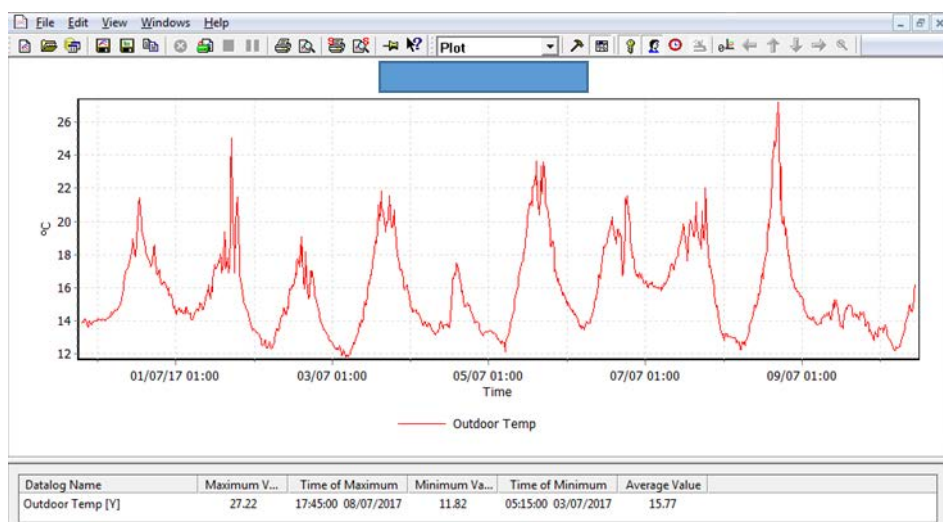 File Edit View Windows Help
Plot
26
24
22
20
18
16
14
12
ºC
01/07/17 01:00 03/07 01:00 05/07 01:00 07/07 01:00 09/07 01:00
Time
Outdoor Temp
Datalog Name Maximum V... Time of Maximum Minimum Va... Time of Minimum Average Value
Outdoor Temp [Y] 27.22 17:45:00 08/07/2017 11.82 05:15:00 03/07/2017 15.77